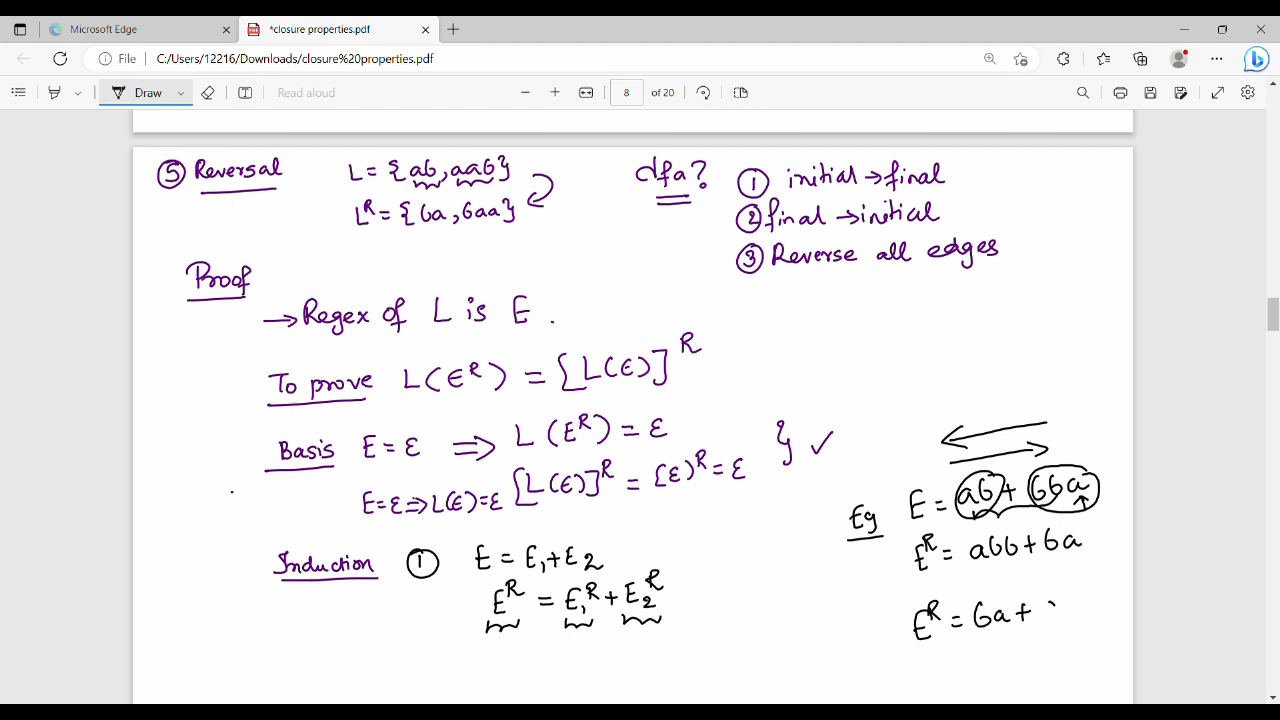 Microsoft Edge
*closure properties.pdf
File C:/Users/12216/Downloads/closure%20properties.pdf
Draw
Read aloud
8 of 20
⑤ Reversal
L = {ab, aab}
L^R = {ba, baa}
dfa?
① initial → final
② final → initial
③ Reverse all edges
Proof
→ Regex of L is E .
To prove L(E^R) = [L(E)]^R
Basis E = ε ⟹ L(E^R) = ε
E = ε ⟹ L(E) = ε [L(E)]^R = [ε)^R = ε } ✓
Induction ① E = E₁ + E₂
E^R = E₁^R + E₂^R
Eg E = ab + bba
E^R = abb + ba
E^R = ba +